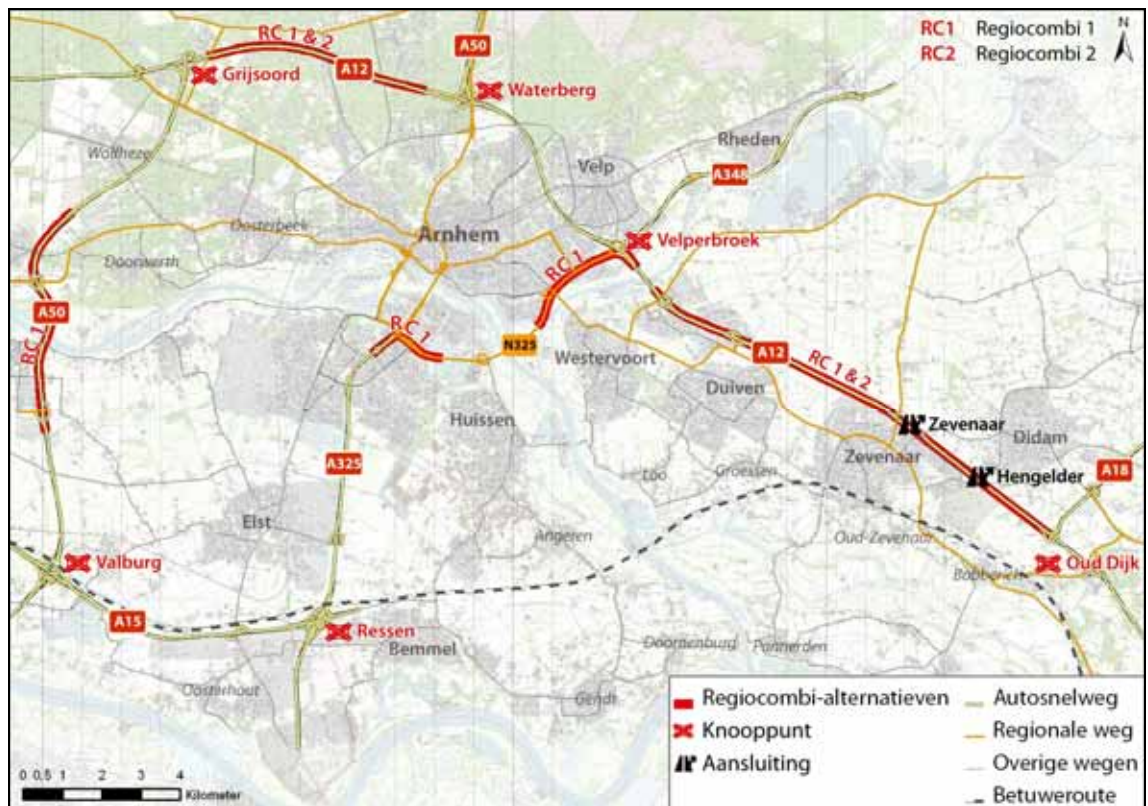 RC1 Regiocombi 1
RC2 Regiocombi 2
N
RC 1 & 2
A12
A50
Grijsoord
Waterberg
Wolfheze
Velp
Rheden
A348
Oosterbeek
Arnhem
Velperbroek
Doorwerth
RC 1
A50
RC 1
RC 1
N325
Westervoort
A12
RC 1 & 2
Duiven
Huissen
Zevenaar
Didam
Zevenaar
A325
Loo
Groessen
Hengelder
A18
Elst
Angeren
Oud-Zevenaar
Valburg
Babberich
Oud Dijk
A15
Ressen
Bemmel
Doornenburg
Pannerden
Oosterhout
Gendt
Regiocombi-alternatieven
Knooppunt
Aansluiting
Autosnelweg
Regionale weg
Overige wegen
Betuweroute
0 0,5 1 2 3 4
Kilometer